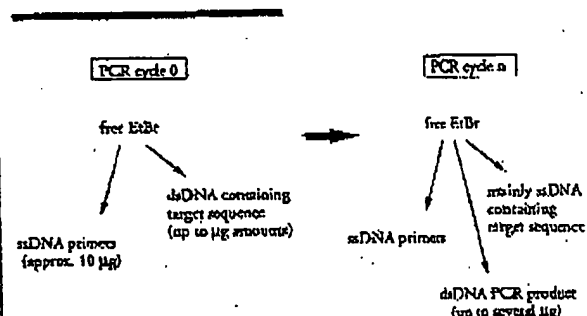 PCR cycle 0
free EtBr
dsDNA containing
target sequence
(up to µg amounts)
ssDNA primers
(approx. 10 µg)
PCR cycle n
free EtBr
mainly ssDNA
containing
target sequence
ssDNA primers
dsDNA PCR product
(up to several µg)